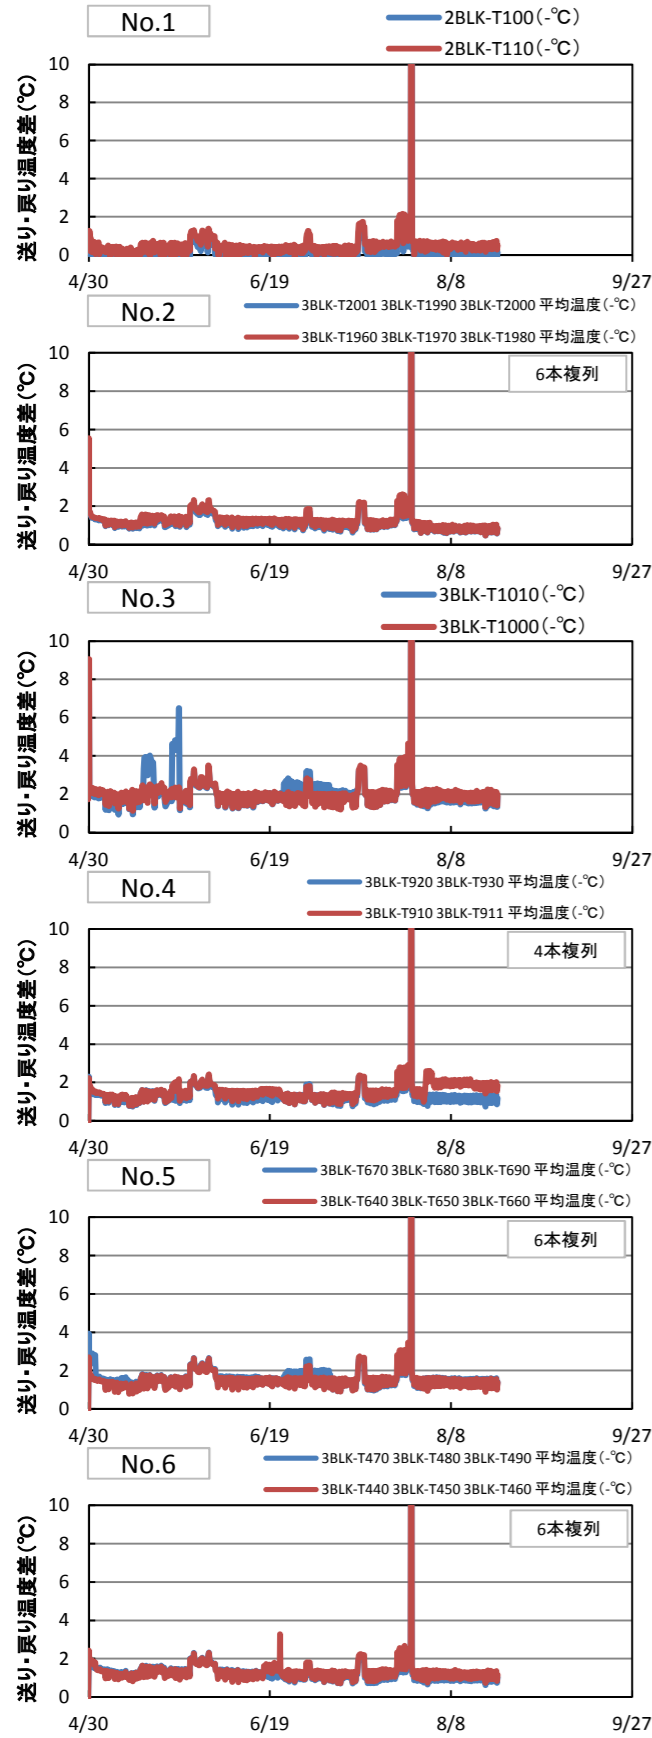 No.1
2BLK-T100(-℃)
2BLK-T110(-℃)
送り・戻り温度差(℃)
10
8
6
4
2
0
4/30
6/19
8/8
9/27
No.2
3BLK-T2001 3BLK-T1990 3BLK-T2000 平均温度(-℃)
3BLK-T1960 3BLK-T1970 3BLK-T1980 平均温度(-℃)
6本複列
送り・戻り温度差(℃)
10
8
6
4
2
0
4/30
6/19
8/8
9/27
No.3
3BLK-T1010(-℃)
3BLK-T1000(-℃)
送り・戻り温度差(℃)
10
8
6
4
2
0
4/30
6/19
8/8
9/27
No.4
3BLK-T920 3BLK-T930 平均温度(-℃)
3BLK-T910 3BLK-T911 平均温度(-℃)
4本複列
送り・戻り温度差(℃)
10
8
6
4
2
0
4/30
6/19
8/8
9/27
No.5
3BLK-T670 3BLK-T680 3BLK-T690 平均温度(-℃)
3BLK-T640 3BLK-T650 3BLK-T660 平均温度(-℃)
6本複列
送り・戻り温度差(℃)
10
8
6
4
2
0
4/30
6/19
8/8
9/27
No.6
3BLK-T470 3BLK-T480 3BLK-T490 平均温度(-℃)
3BLK-T440 3BLK-T450 3BLK-T460 平均温度(-℃)
6本複列
送り・戻り温度差(℃)
10
8
6
4
2
0
4/30
6/19
8/8
9/27